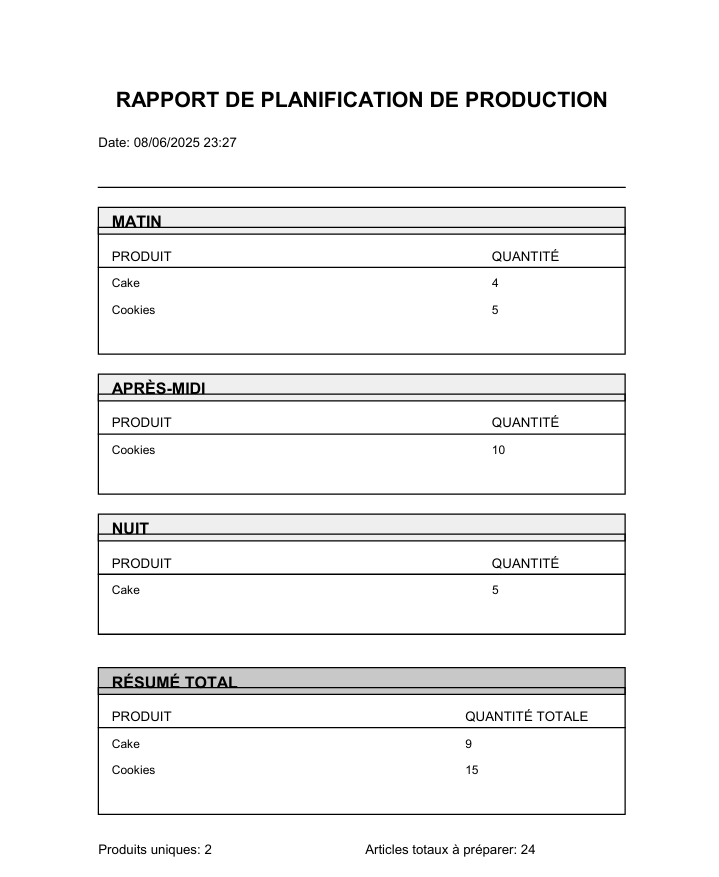 RAPPORT DE PLANIFICATION DE PRODUCTION
Date: 08/06/2025 23:27
MATIN
PRODUIT QUANTITÉ
Cake 4
Cookies 5
APRÈS-MIDI
PRODUIT QUANTITÉ
Cookies 10
NUIT
PRODUIT QUANTITÉ
Cake 5
RÉSUMÉ TOTAL
PRODUIT QUANTITÉ TOTALE
Cake 9
Cookies 15
Produits uniques: 2 Articles totaux à préparer: 24